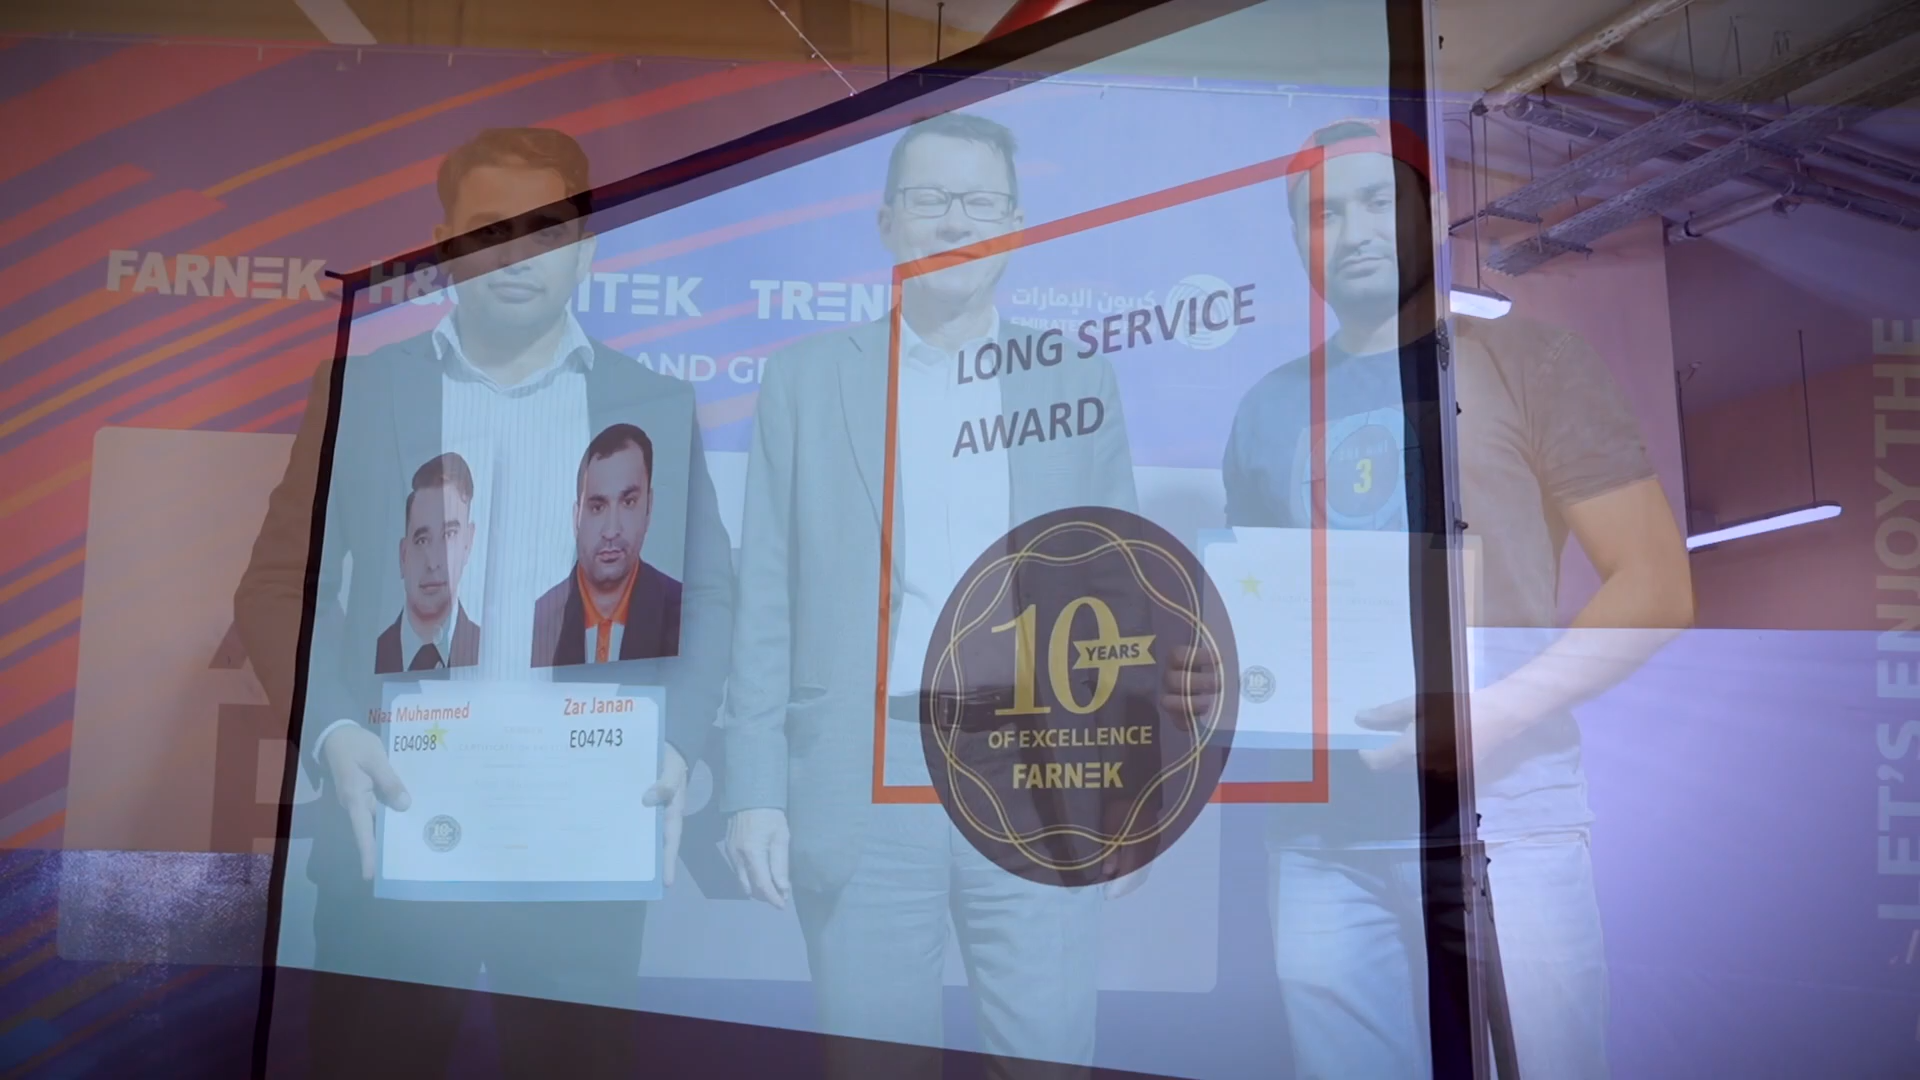 FARNEK
H&
ITEK
TREN
كربون الإمارات
AND G
LONG SERVICE
AWARD
3
Niaz Muhammed
E04098
Zar Janan
E04743
10
YEARS
OF EXCELLENCE
FARNEK
LET'S ENJOY THE